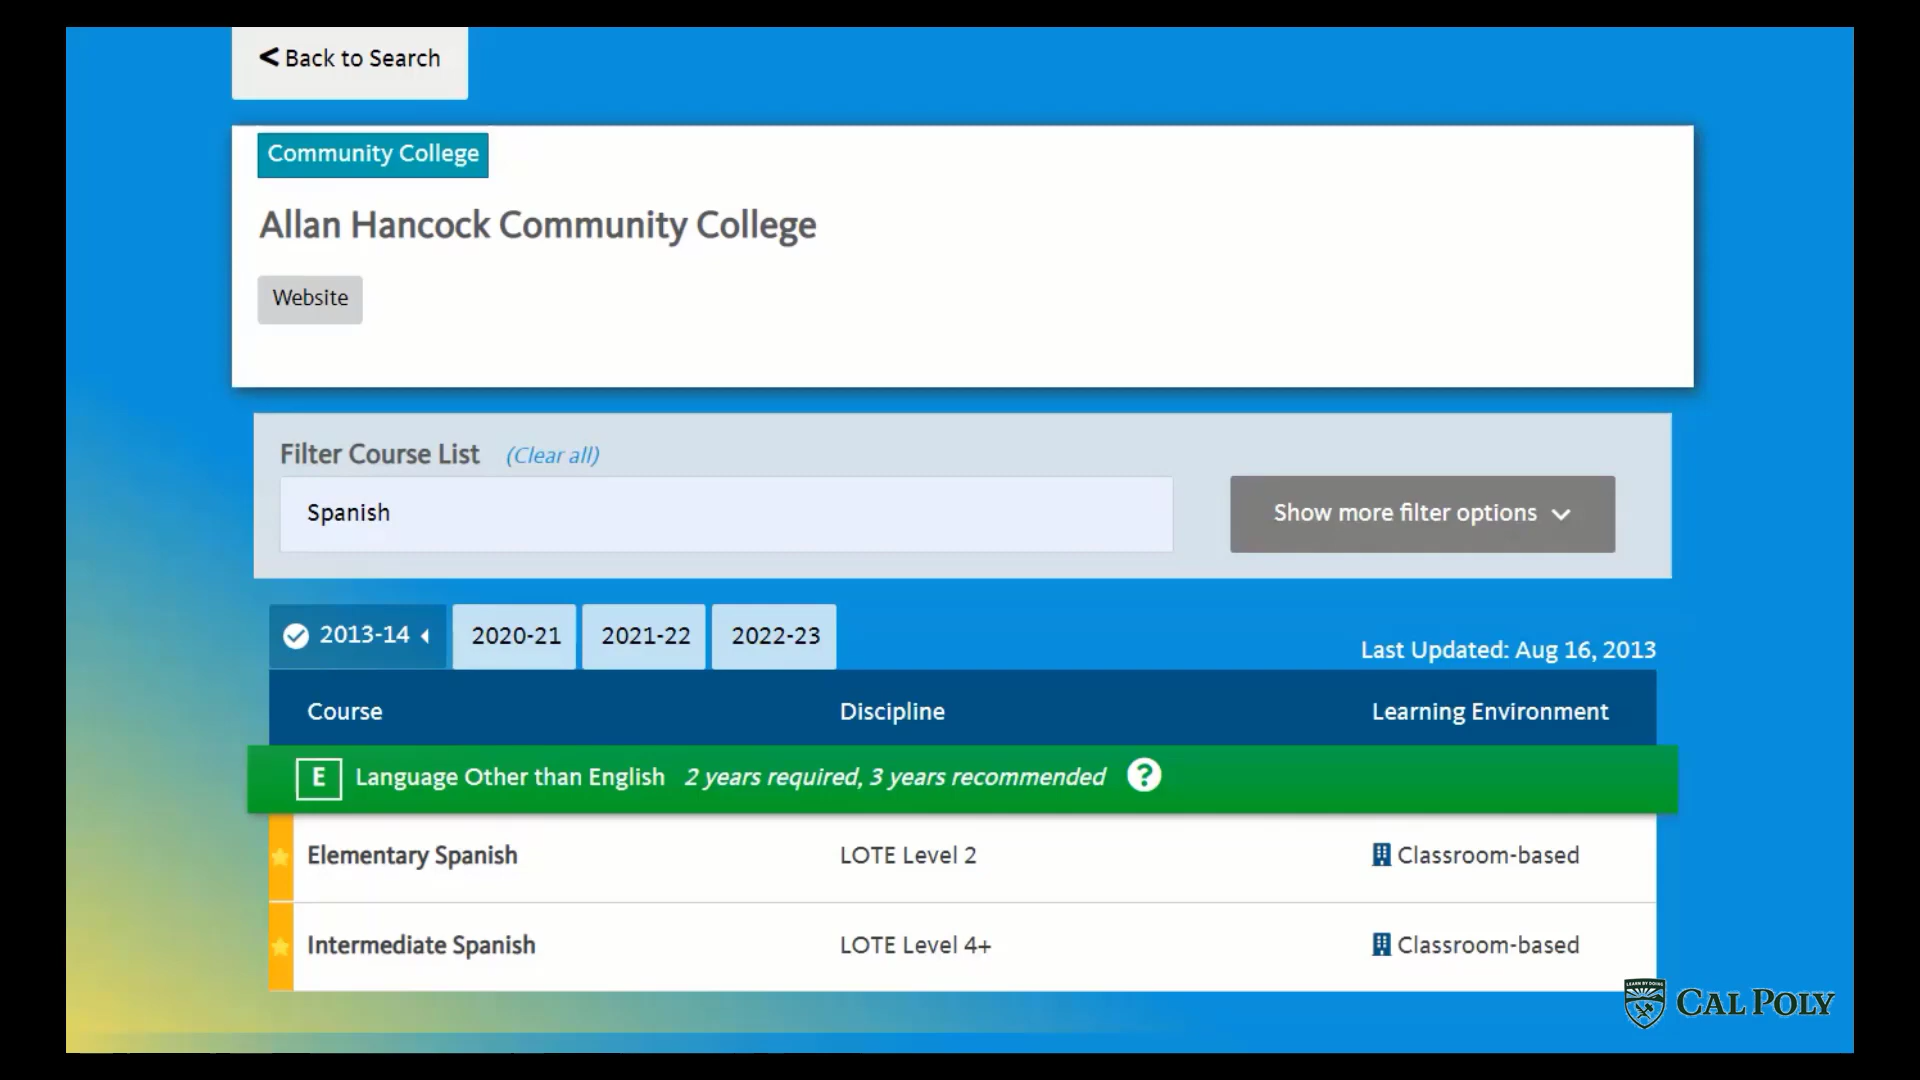 < Back to Search
Community College
Allan Hancock Community College
Website
Filter Course List (Clear all)
Spanish
Show more filter options
2013-14 2020-21 2021-22 2022-23
Last Updated: Aug 16, 2013
Course Discipline Learning Environment
E Language Other than English 2 years required, 3 years recommended ?
Elementary Spanish LOTE Level 2 Classroom-based
Intermediate Spanish LOTE Level 4+ Classroom-based
LEARN BY DOING
CAL POLY